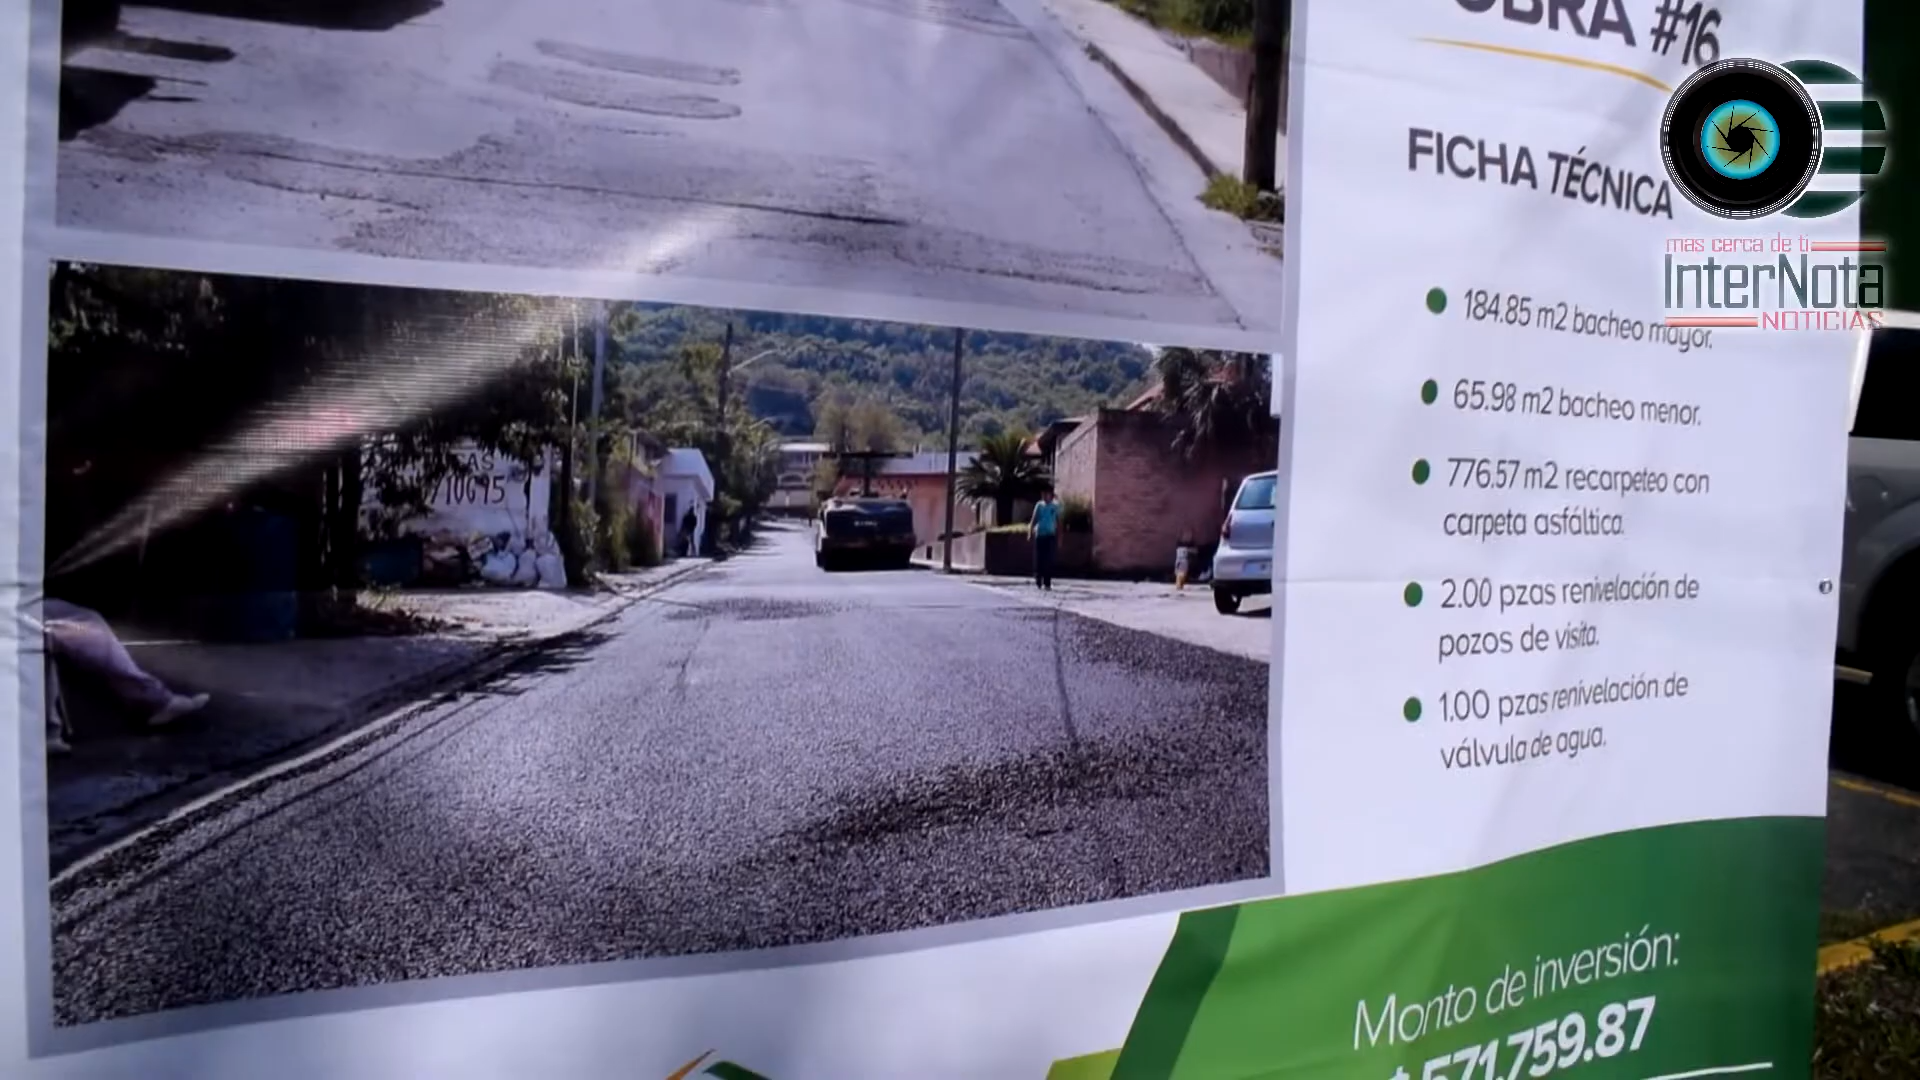 OBRA #16
FICHA TÉCNICA
mas cerca de ti
InterNota
NOTICIAS
184.85 m2 bacheo mayor.
65.98 m2 bacheo menor.
776.57 m2 recarpeteo con
carpeta asfáltica.
2.00 pzas renivelación de
pozos de visita.
1.00 pzas renivelación de
válvula de agua.
Monto de inversión:
$ 571,759.87